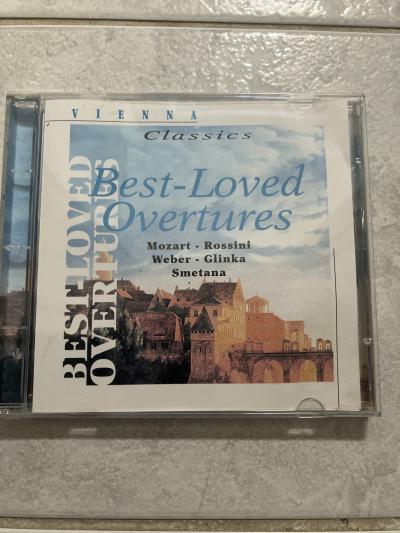 VIENNA
Classics
Best-Loved
Overtures
Mozart - Rossini
Weber - Glinka
Smetana
BEST-LOVED
OVERTURES